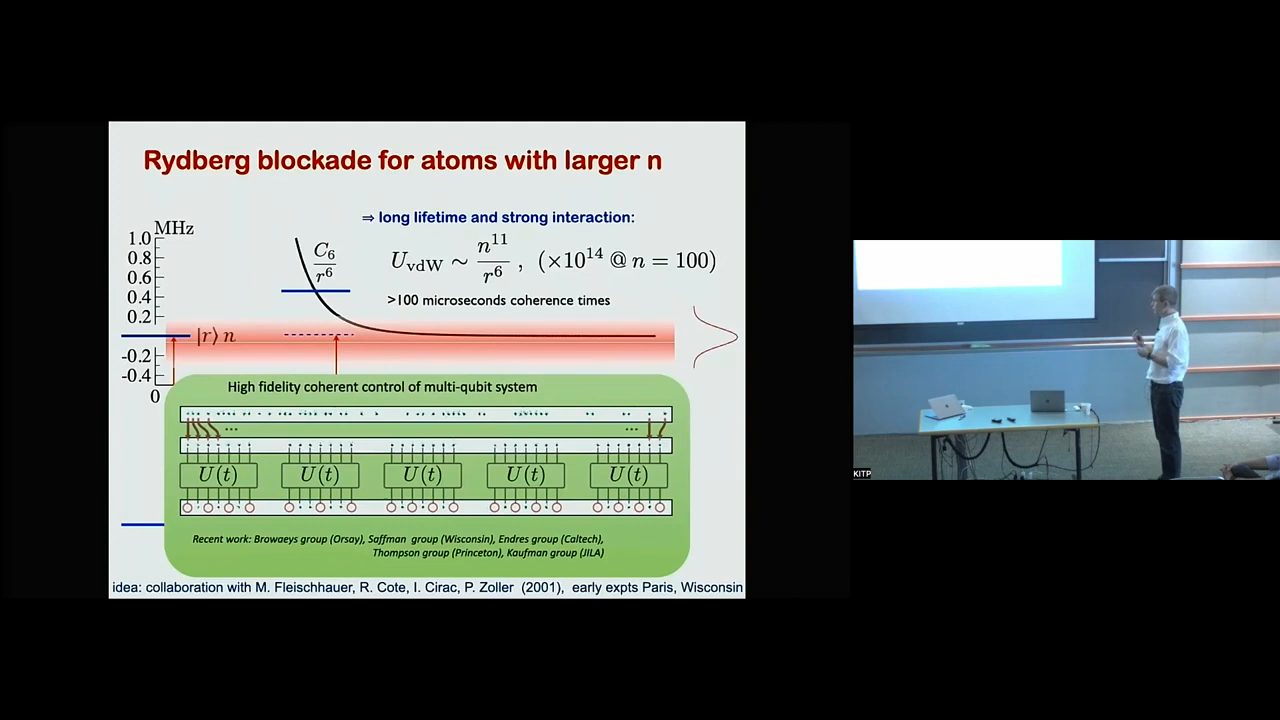 Rydberg blockade for atoms with larger n
⇒ long lifetime and strong interaction:
MHz
1.0
0.8
0.6
0.4
0.2
-0.2
-0.4
0
C₆/r⁶
U_vdW ~ n¹¹/r⁶ , (×10¹⁴ @ n = 100)
>100 microseconds coherence times
|r⟩ n
High fidelity coherent control of multi-qubit system
... ...
U(t) U(t) U(t) U(t) U(t)
Recent work: Browaeys group (Orsay), Saffman group (Wisconsin), Endres group (Caltech),
Thompson group (Princeton), Kaufman group (JILA)
idea: collaboration with M. Fleischhauer, R. Cote, I. Cirac, P. Zoller (2001), early expts Paris, Wisconsin
KITP